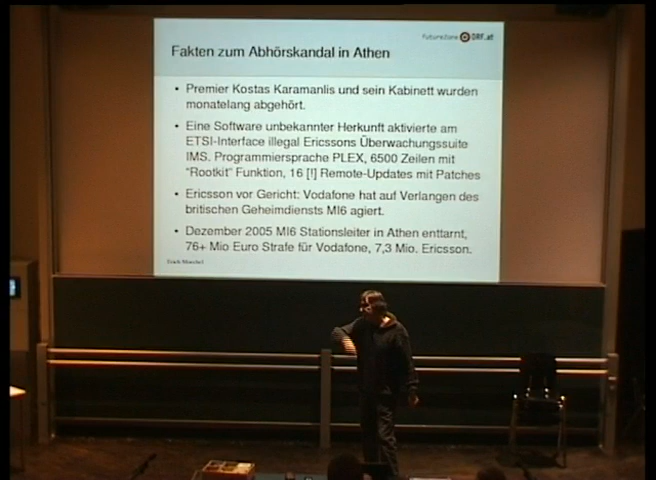 futurezone ORF.at
Fakten zum Abhörskandal in Athen
• Premier Kostas Karamanlis und sein Kabinett wurden
monatelang abgehört.
• Eine Software unbekannter Herkunft aktivierte am
ETSI-Interface illegal Ericssons Überwachungssuite
IMS. Programmiersprache PLEX, 6500 Zeilen mit
“Rootkit” Funktion, 16 [!] Remote-Updates mit Patches
• Ericsson vor Gericht: Vodafone hat auf Verlangen des
britischen Geheimdiensts MI6 agiert.
• Dezember 2005 MI6 Stationsleiter in Athen enttarnt,
76+ Mio Euro Strafe für Vodafone, 7,3 Mio. Ericsson.
Erich Moechel